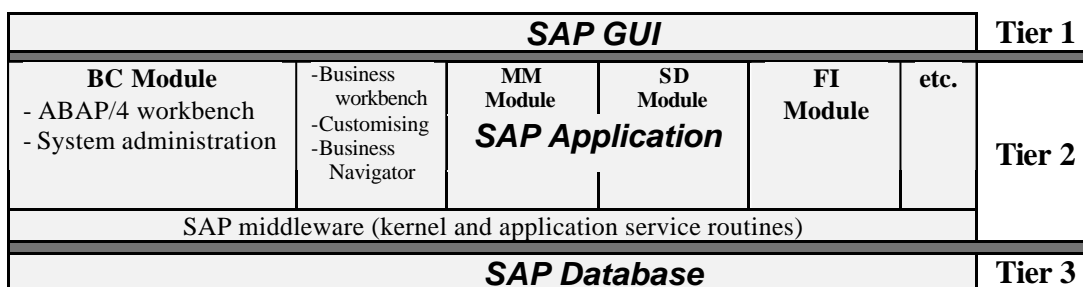 SAP GUI
Tier 1
BC Module
- ABAP/4 workbench
- System administration
-Business
workbench
-Customising
-Business
Navigator
MM
Module
SD
Module
SAP Application
FI
Module
etc.
Tier 2
SAP middleware (kernel and application service routines)
SAP Database
Tier 3